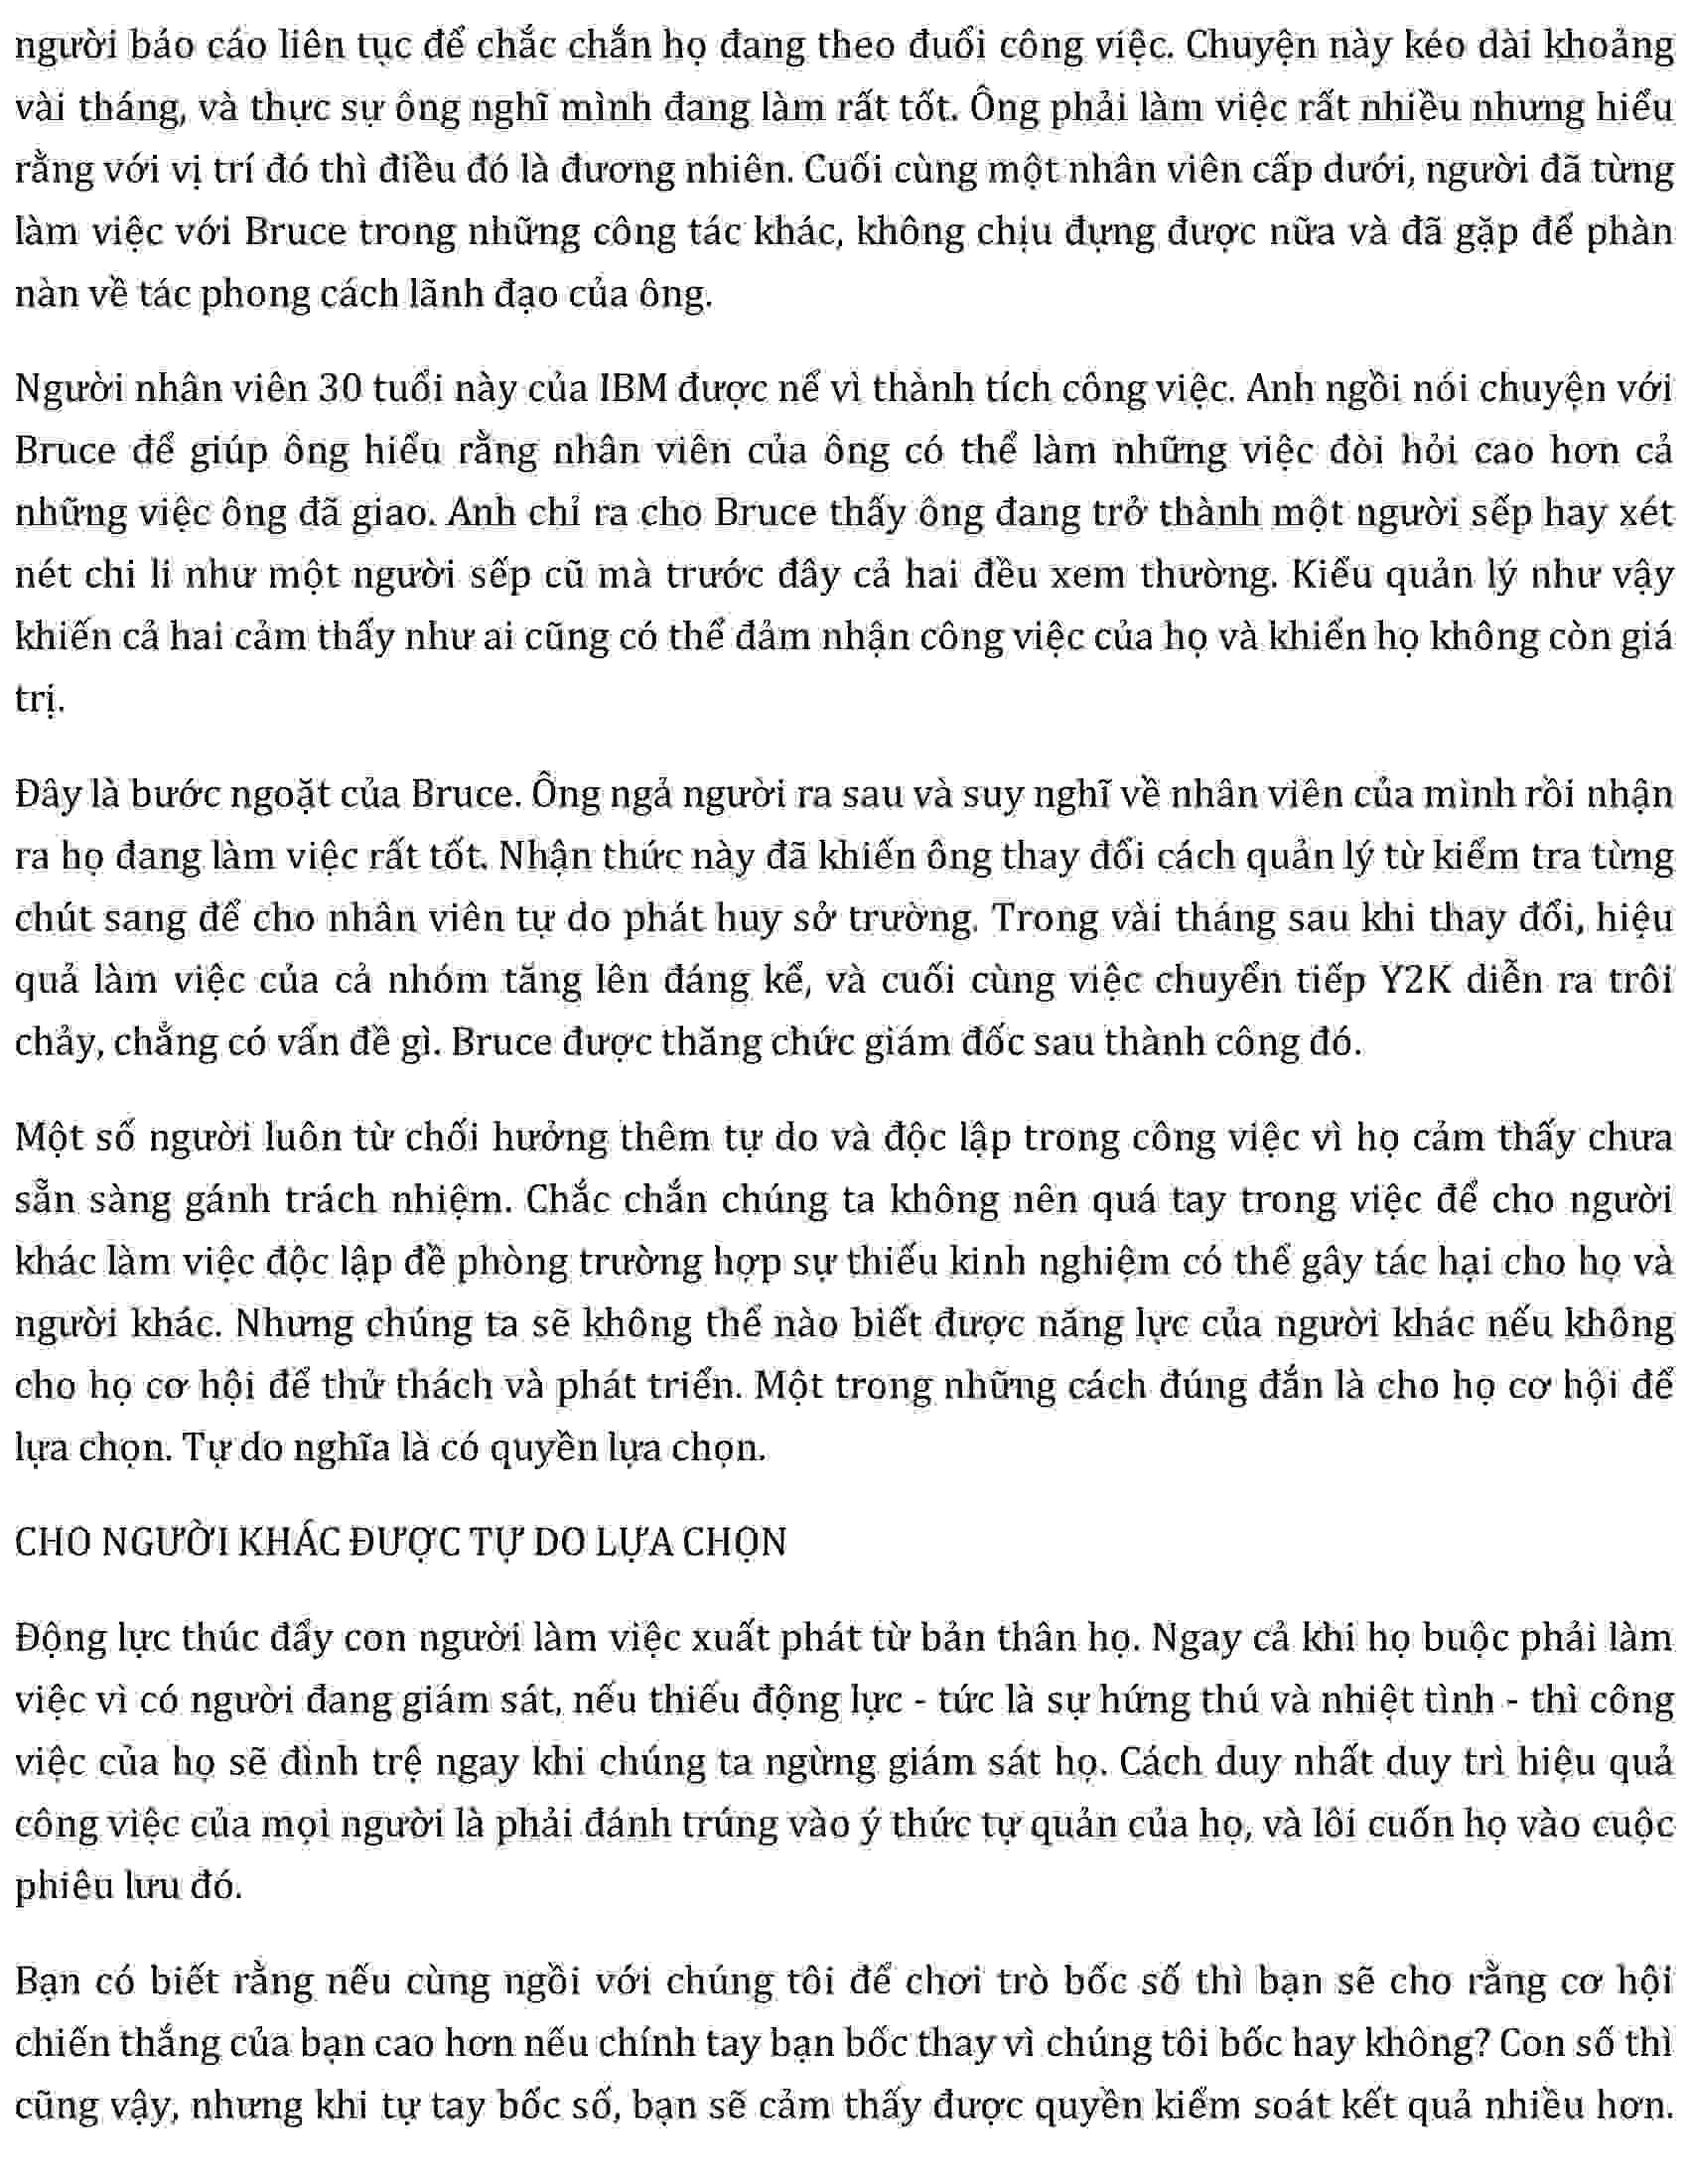 người báo cáo liên tục để chắc chắn họ đang theo đuổi công việc. Chuyện này kéo dài khoảng
vài tháng, và thực sự ông nghĩ mình đang làm rất tốt. Ông phải làm việc rất nhiều nhưng hiểu
rằng với vị trí đó thì điều đó là đương nhiên. Cuối cùng một nhân viên cấp dưới, người đã từng
làm việc với Bruce trong những công tác khác, không chịu đựng được nữa và đã gặp để phàn
nàn về tác phong cách lãnh đạo của ông.
Người nhân viên 30 tuổi này của IBM được nể vì thành tích công việc. Anh ngồi nói chuyện với
Bruce để giúp ông hiểu rằng nhân viên của ông có thể làm những việc đòi hỏi cao hơn cả
những việc ông đã giao. Anh chỉ ra cho Bruce thấy ông đang trở thành một người sếp hay xét
nét chi li như một người sếp cũ mà trước đây cả hai đều xem thường. Kiểu quản lý như vậy
khiến cả hai cảm thấy như ai cũng có thể đảm nhận công việc của họ và khiến họ không còn giá
trị.
Đây là bước ngoặt của Bruce. Ông ngả người ra sau và suy nghĩ về nhân viên của mình rồi nhận
ra họ đang làm việc rất tốt. Nhận thức này đã khiến ông thay đổi cách quản lý từ kiểm tra từng
chút sang để cho nhân viên tự do phát huy sở trường. Trong vài tháng sau khi thay đổi, hiệu
quả làm việc của cả nhóm tăng lên đáng kể, và cuối cùng việc chuyển tiếp Y2K diễn ra trôi
chảy, chẳng có vấn đề gì. Bruce được thăng chức giám đốc sau thành công đó.
Một số người luôn từ chối hưởng thêm tự do và độc lập trong công việc vì họ cảm thấy chưa
sẵn sàng gánh trách nhiệm. Chắc chắn chúng ta không nên quá tay trong việc để cho người
khác làm việc độc lập đề phòng trường hợp sự thiếu kinh nghiệm có thể gây tác hại cho họ và
người khác. Nhưng chúng ta sẽ không thể nào biết được năng lực của người khác nếu không
cho họ cơ hội để thử thách và phát triển. Một trong những cách đúng đắn là cho họ cơ hội để
lựa chọn. Tự do nghĩa là có quyền lựa chọn.
CHO NGƯỜI KHÁC ĐƯỢC TỰ DO LỰA CHỌN
Động lực thúc đẩy con người làm việc xuất phát từ bản thân họ. Ngay cả khi họ buộc phải làm
việc vì có người đang giám sát, nếu thiếu động lực - tức là sự hứng thú và nhiệt tình - thì công
việc của họ sẽ đình trệ ngay khi chúng ta ngừng giám sát họ. Cách duy nhất duy trì hiệu quả
công việc của mọi người là phải đánh trúng vào ý thức tự quản của họ, và lôi cuốn họ vào cuộc
phiêu lưu đó.
Bạn có biết rằng nếu cùng ngồi với chúng tôi để chơi trò bốc số thì bạn sẽ cho rằng cơ hội
chiến thắng của bạn cao hơn nếu chính tay bạn bốc thay vì chúng tôi bốc hay không? Con số thì
cũng vậy, nhưng khi tự tay bốc số, bạn sẽ cảm thấy được quyền kiểm soát kết quả nhiều hơn.